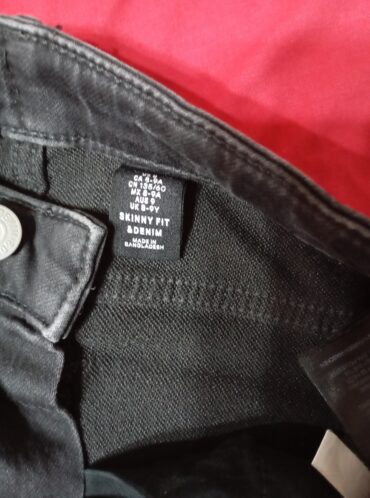 CA 8-9A
CN 135/60
MX 8-9A
AUS 9
UK 8-9Y
SKINNY FIT
&DENIM
MADE IN
BANGLADESH